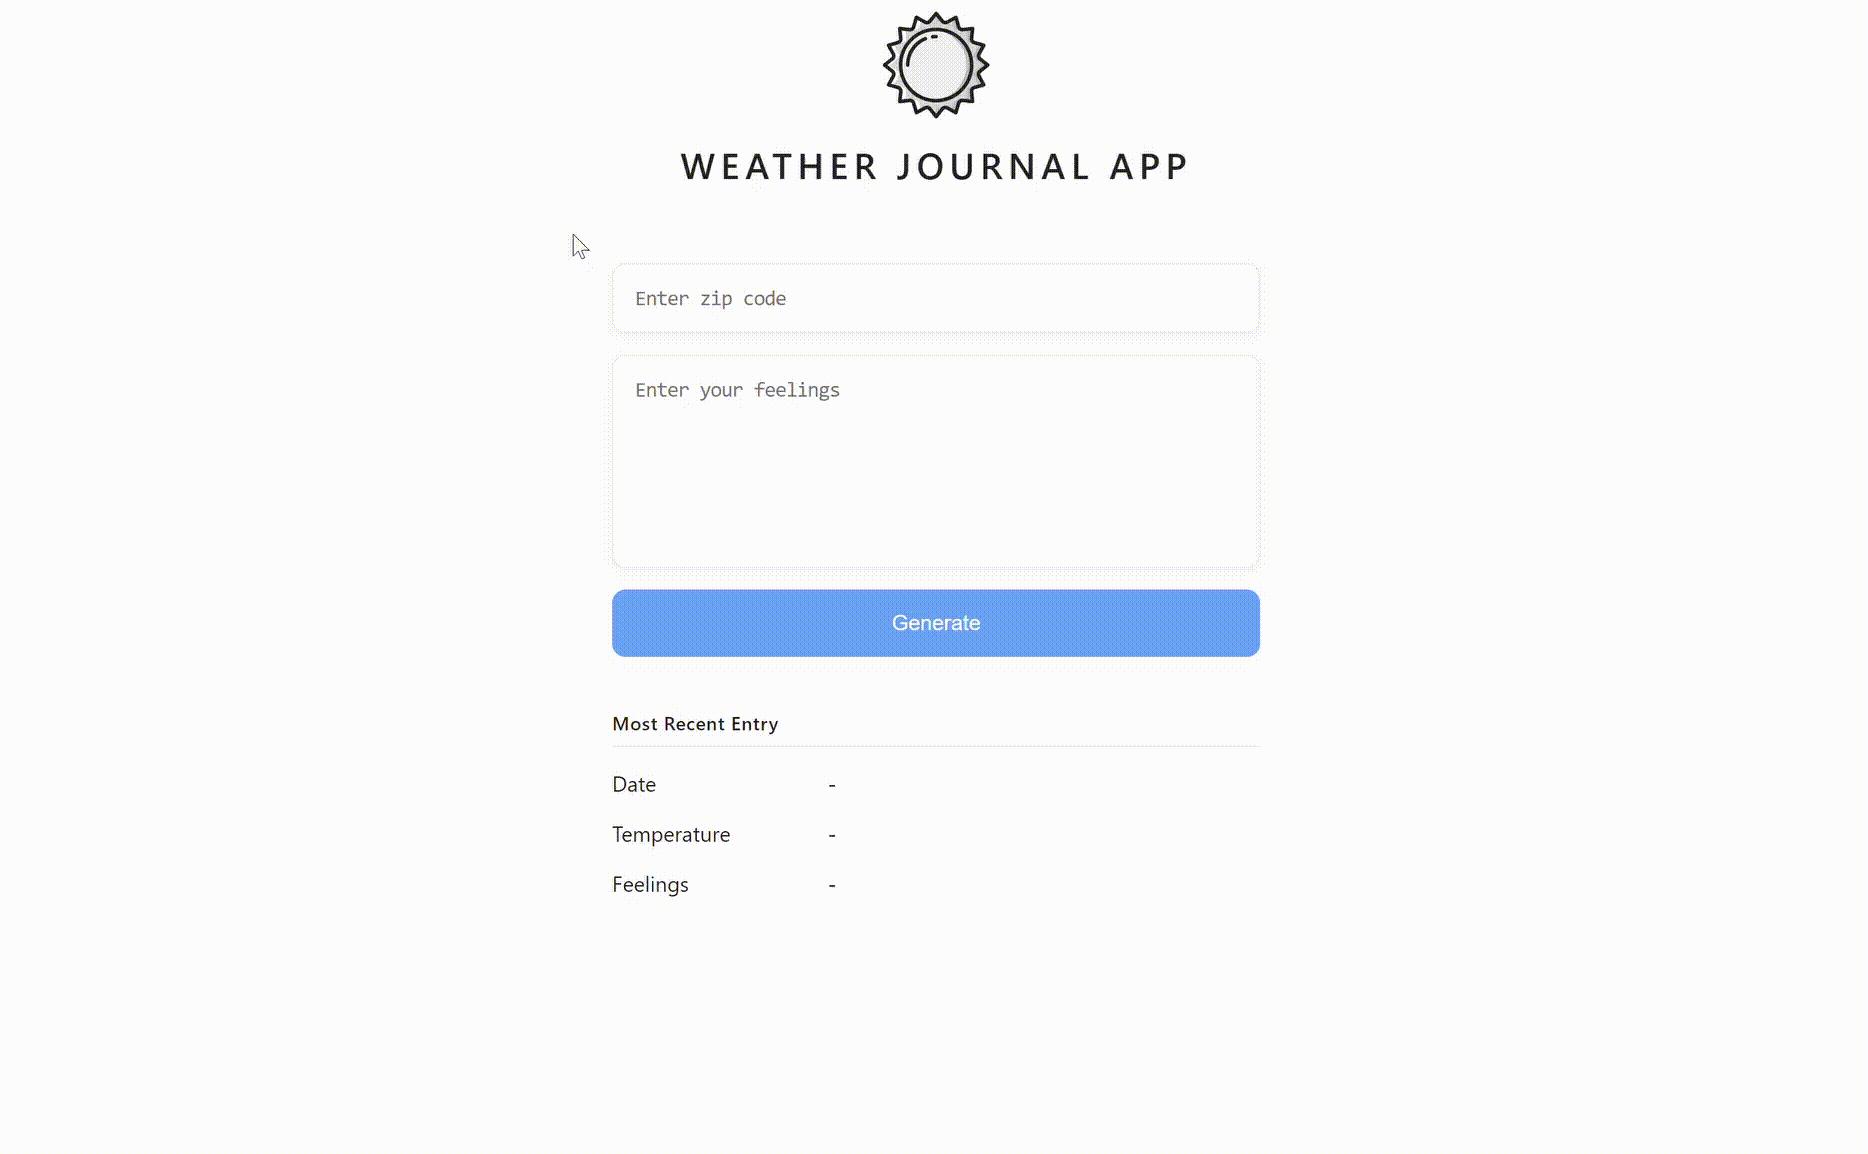 WEATHER JOURNAL APP
Enter zip code
Enter your feelings
Generate
Most Recent Entry
Date -
Temperature -
Feelings -